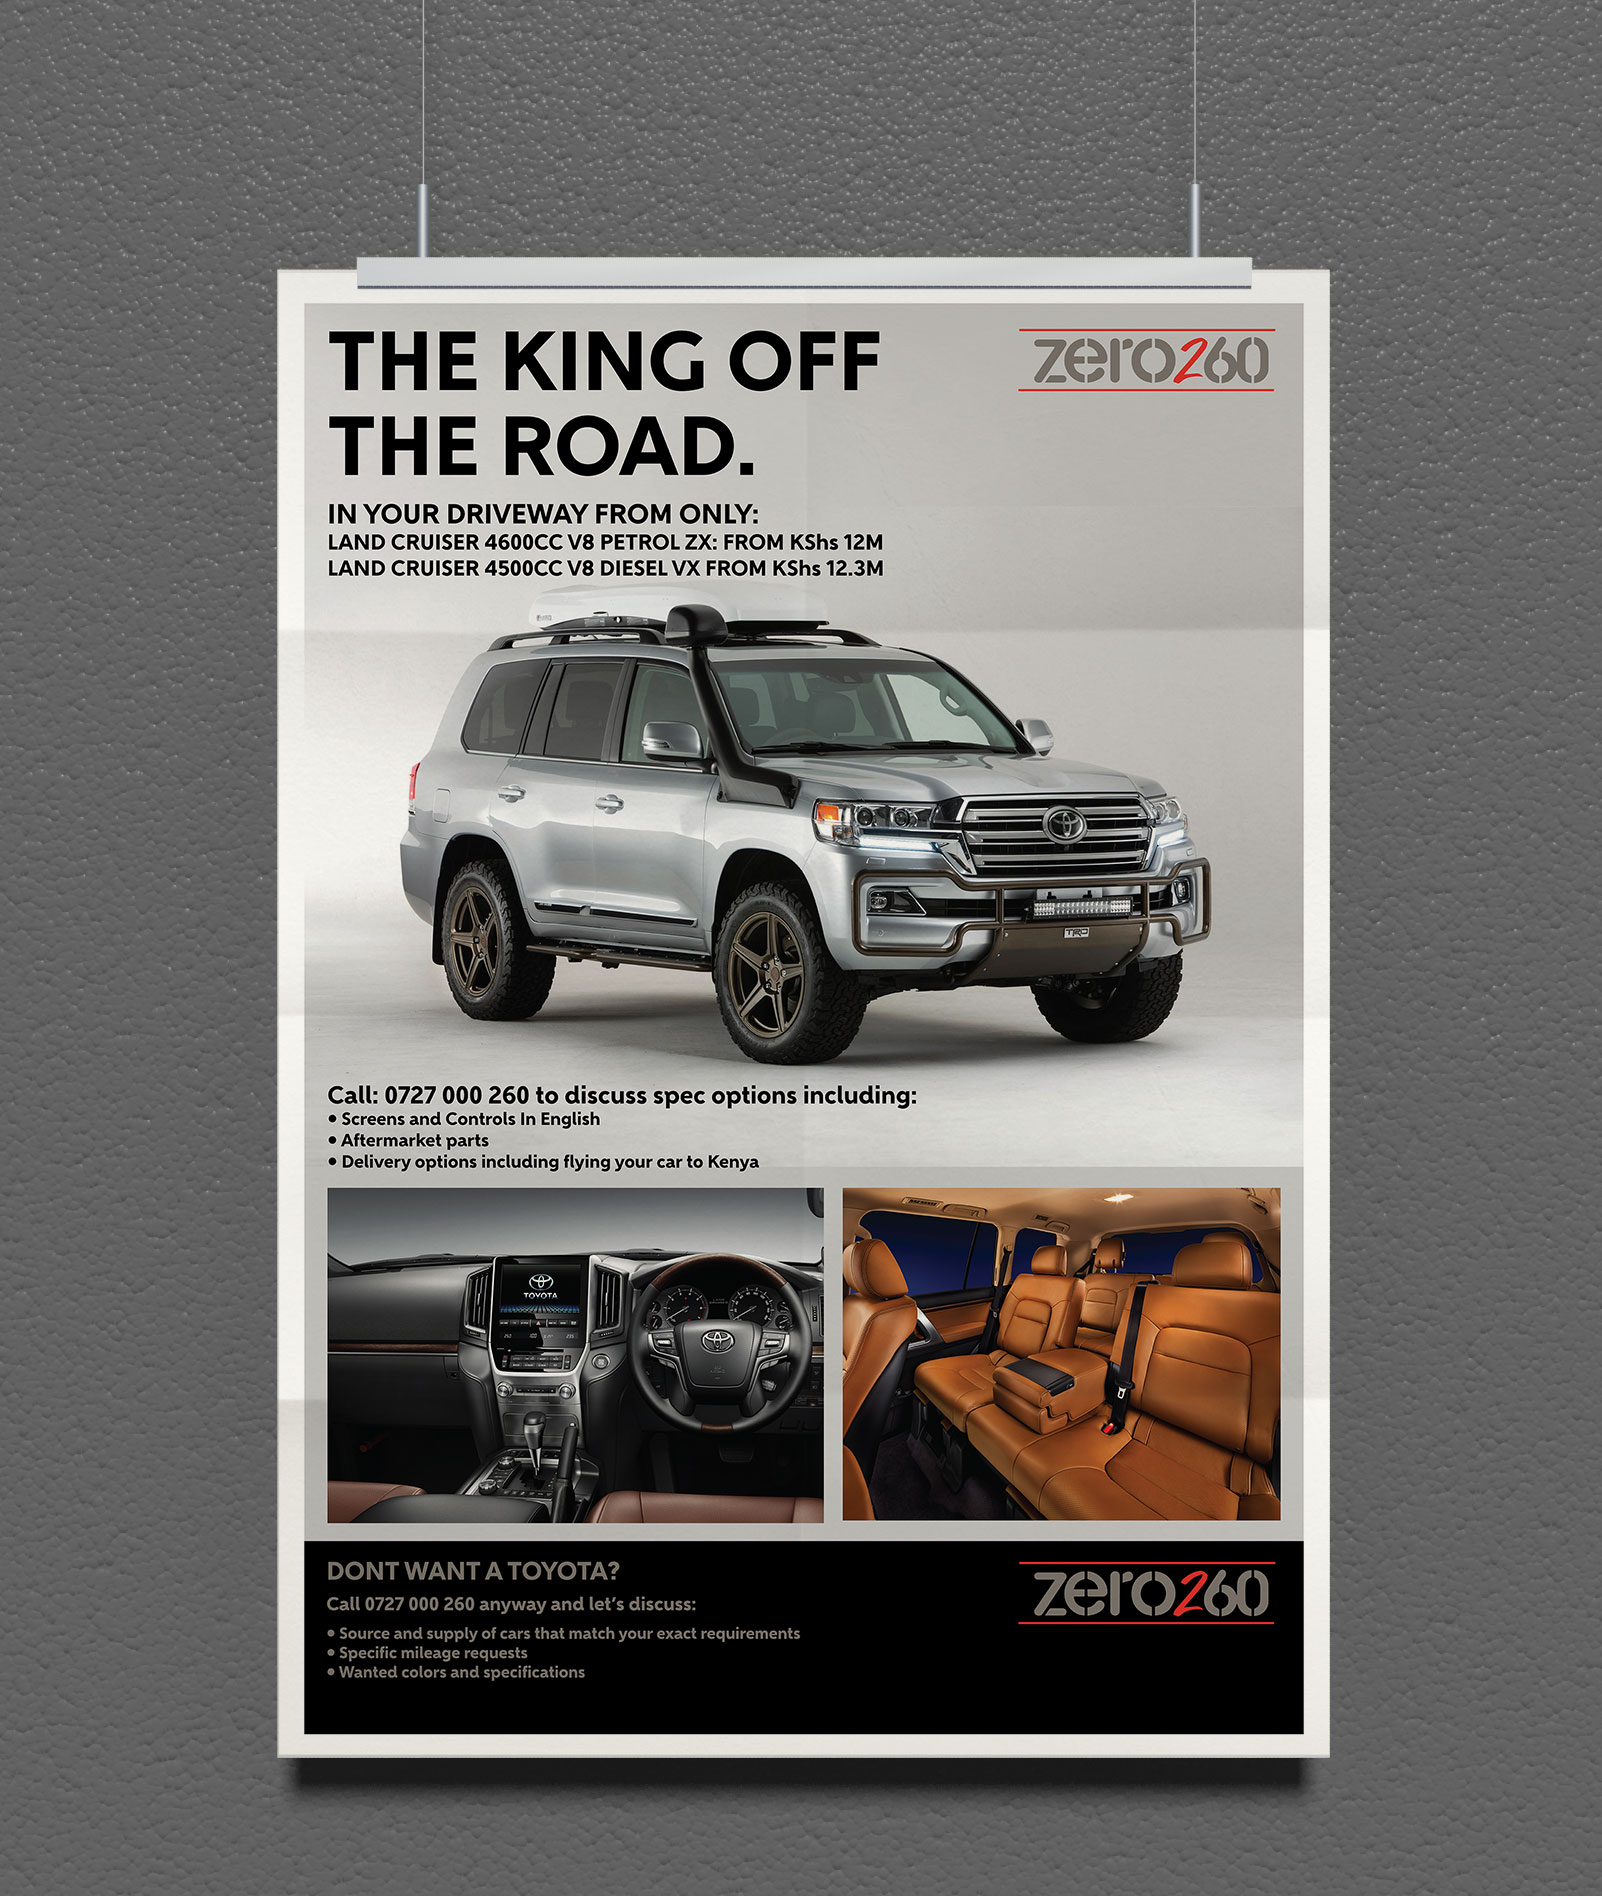 THE KING OFF
THE ROAD.
zero260
IN YOUR DRIVEWAY FROM ONLY:
LAND CRUISER 4600CC V8 PETROL ZX: FROM KShs 12M
LAND CRUISER 4500CC V8 DIESEL VX FROM KShs 12.3M
TRD
Call: 0727 000 260 to discuss spec options including:
• Screens and Controls In English
• Aftermarket parts
• Delivery options including flying your car to Kenya
TOYOTA
DONT WANT A TOYOTA?
zero260
Call 0727 000 260 anyway and let's discuss:
• Source and supply of cars that match your exact requirements
• Specific mileage requests
• Wanted colors and specifications